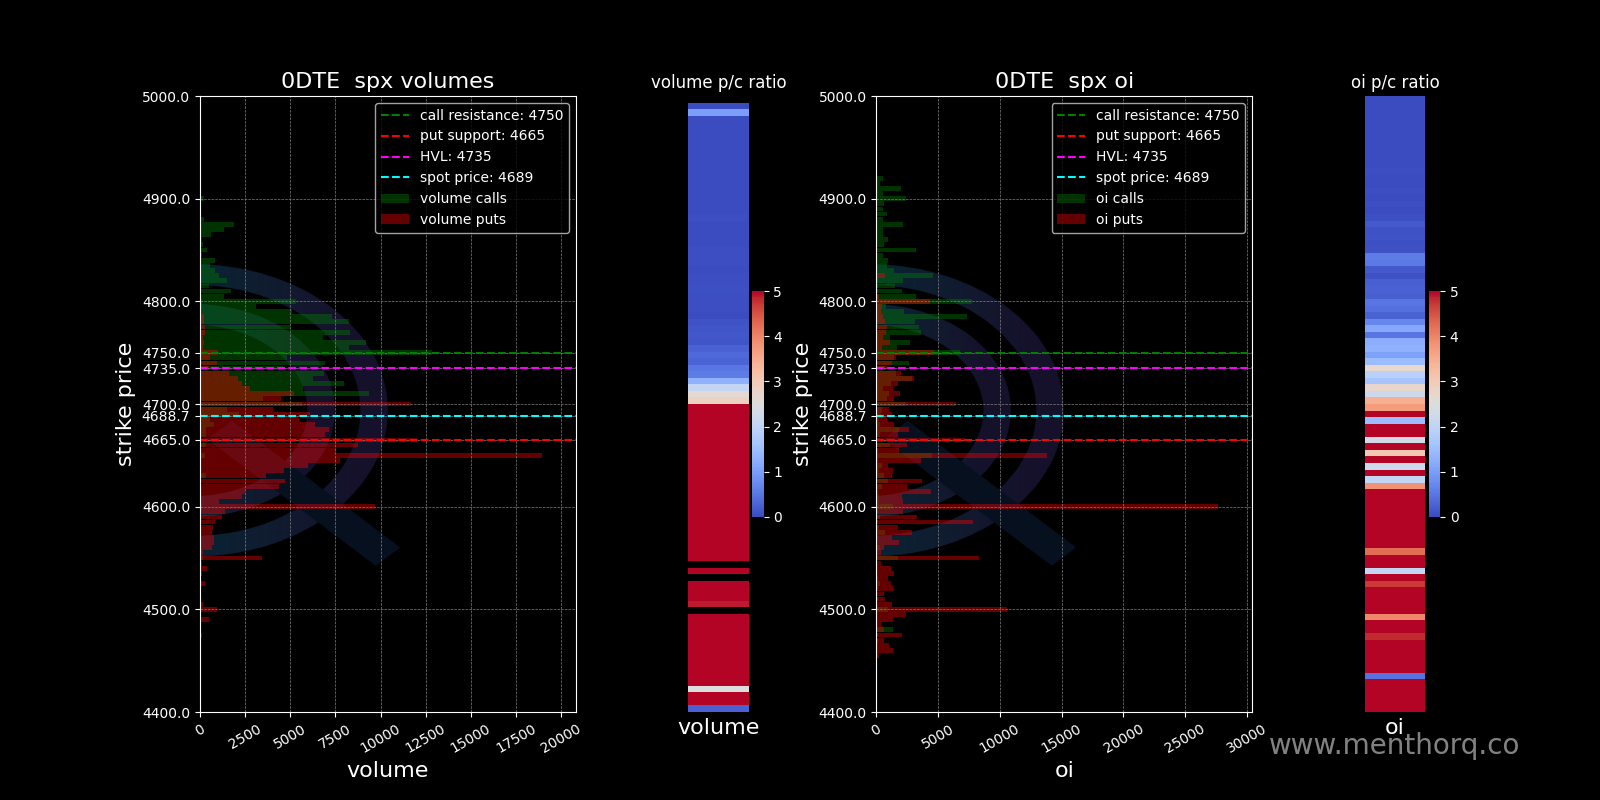 0DTE  spx volumes
volume p/c ratio
0DTE  spx oi
oi p/c ratio
5000.0
4900.0
4800.0
4750.0
4735.0
4700.0
4688.7
4665.0
4600.0
4500.0
4400.0
strike price
call resistance: 4750
put support: 4665
HVL: 4735
spot price: 4689
volume calls
volume puts
0
2500
5000
7500
10000
12500
15000
17500
20000
volume
volume
5
4
3
2
1
0
5000.0
4900.0
4800.0
4750.0
4735.0
4700.0
4688.7
4665.0
4600.0
4500.0
4400.0
strike price
call resistance: 4750
put support: 4665
HVL: 4735
spot price: 4689
oi calls
oi puts
0
5000
10000
15000
20000
25000
30000
oi
oi
5
4
3
2
1
0
www.menthorq.co